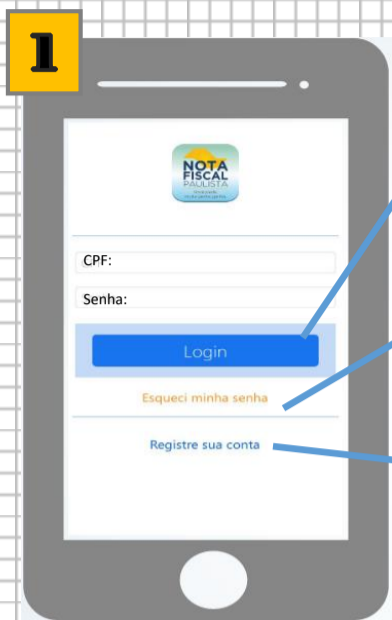 1
NOTA
FISCAL
PAULISTA
CPF:
Senha:
Login
Esqueci minha senha
Registre sua conta